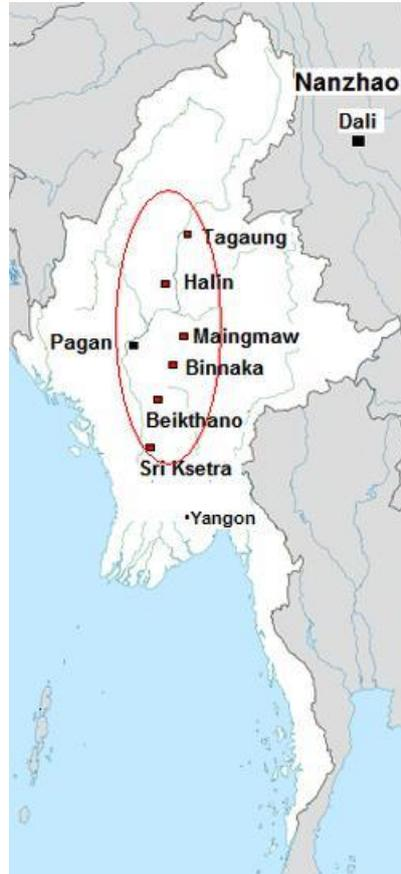 Nanzhao
Dali
Tagaung
Halin
Maingmaw
Pagan
Binnaka
Beikthano
Sri Ksetra
Yangon